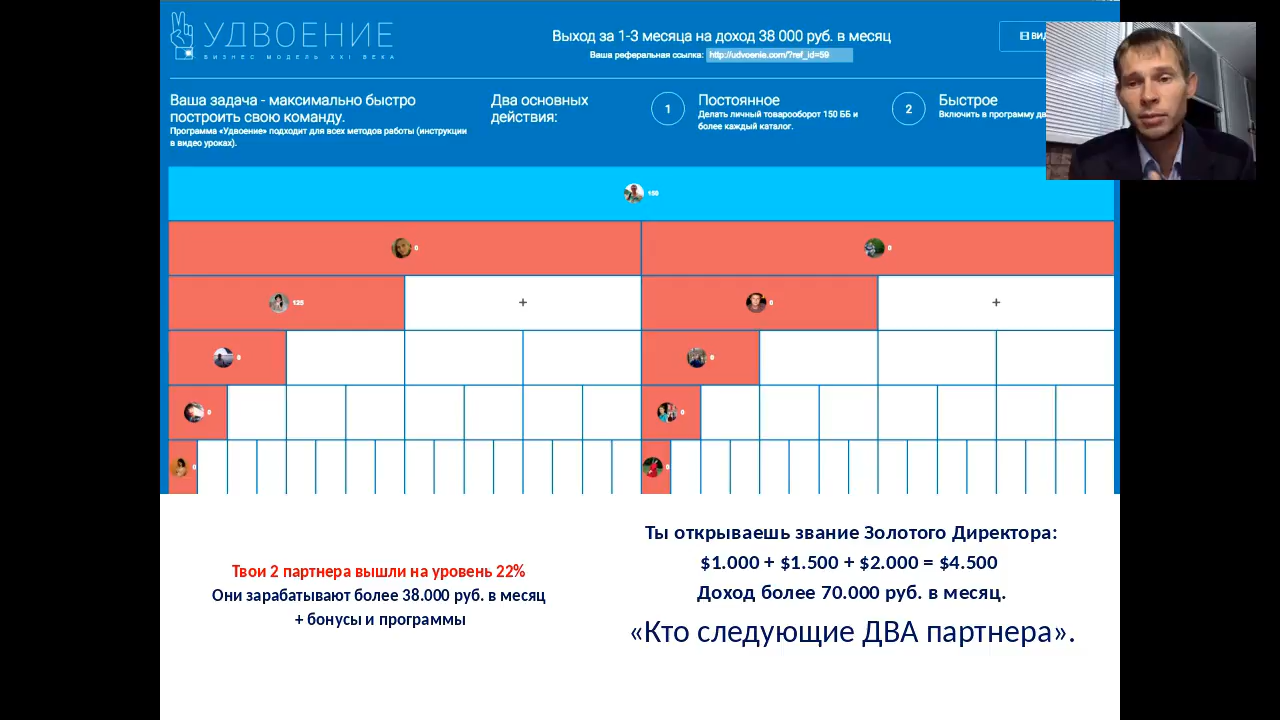 УДВОЕНИЕ
БИЗНЕС МОДЕЛЬ XXI ВЕКА
Выход за 1-3 месяца на доход 38 000 руб. в месяц
Ваша реферальная ссылка: http://udvoenie.com/?ref_id=59
Ваша задача - максимально быстро
построить свою команду.
Программа «Удвоение» подходит для всех методов работы (инструкции
в видео уроках).
Два основных
действия:
1
Постоянное
Делать личный товарооборот 150 ББ и
более каждый каталог.
2
Быстрое
Включить в программу
150
0
0
125
+
0
+
0
0
0
0
0
0
Твои 2 партнера вышли на уровень 22%
Они зарабатывают более 38.000 руб. в месяц
+ бонусы и программы
Ты открываешь звание Золотого Директора:
$1.000 + $1.500 + $2.000 = $4.500
Доход более 70.000 руб. в месяц.
«Кто следующие ДВА партнера».